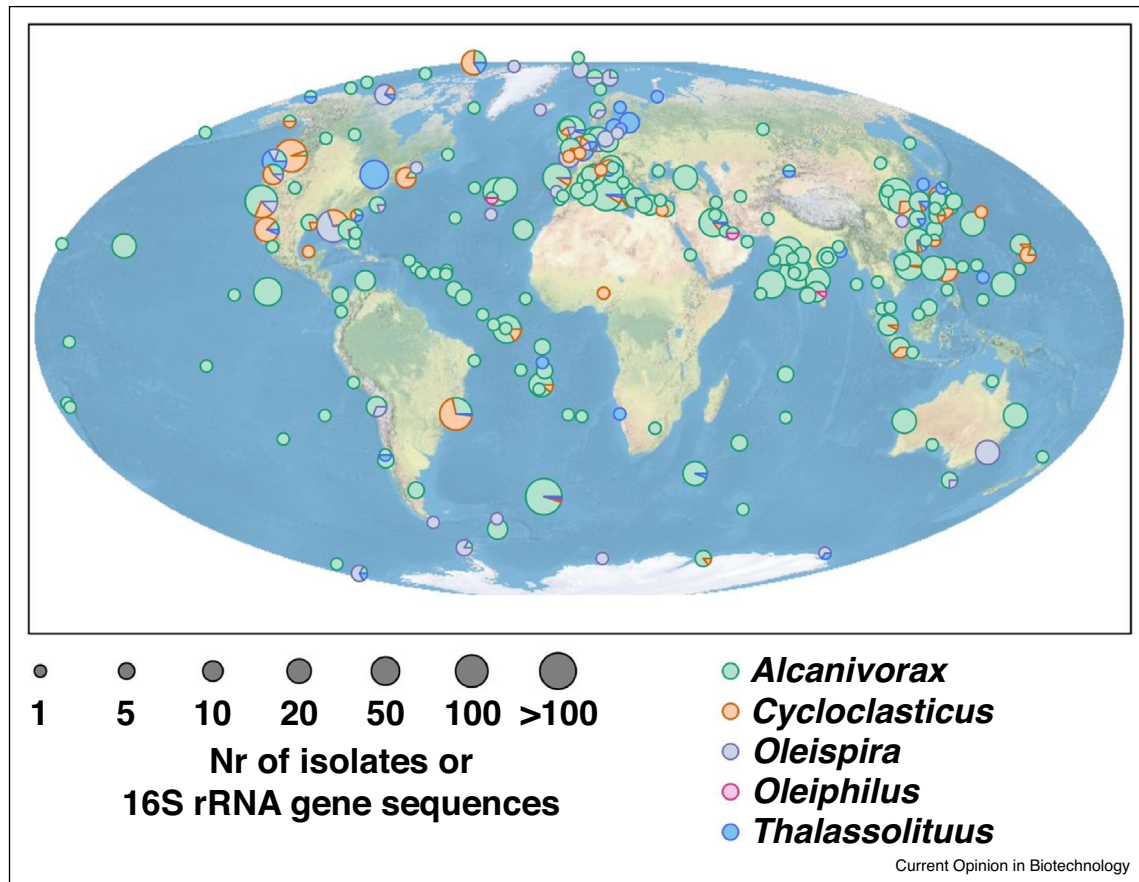 1 5 10 20 50 100 >100
Nr of isolates or
16S rRNA gene sequences
Alcanivorax
Cycloclasticus
Oleispira
Oleiphilus
Thalassolituus
Current Opinion in Biotechnology